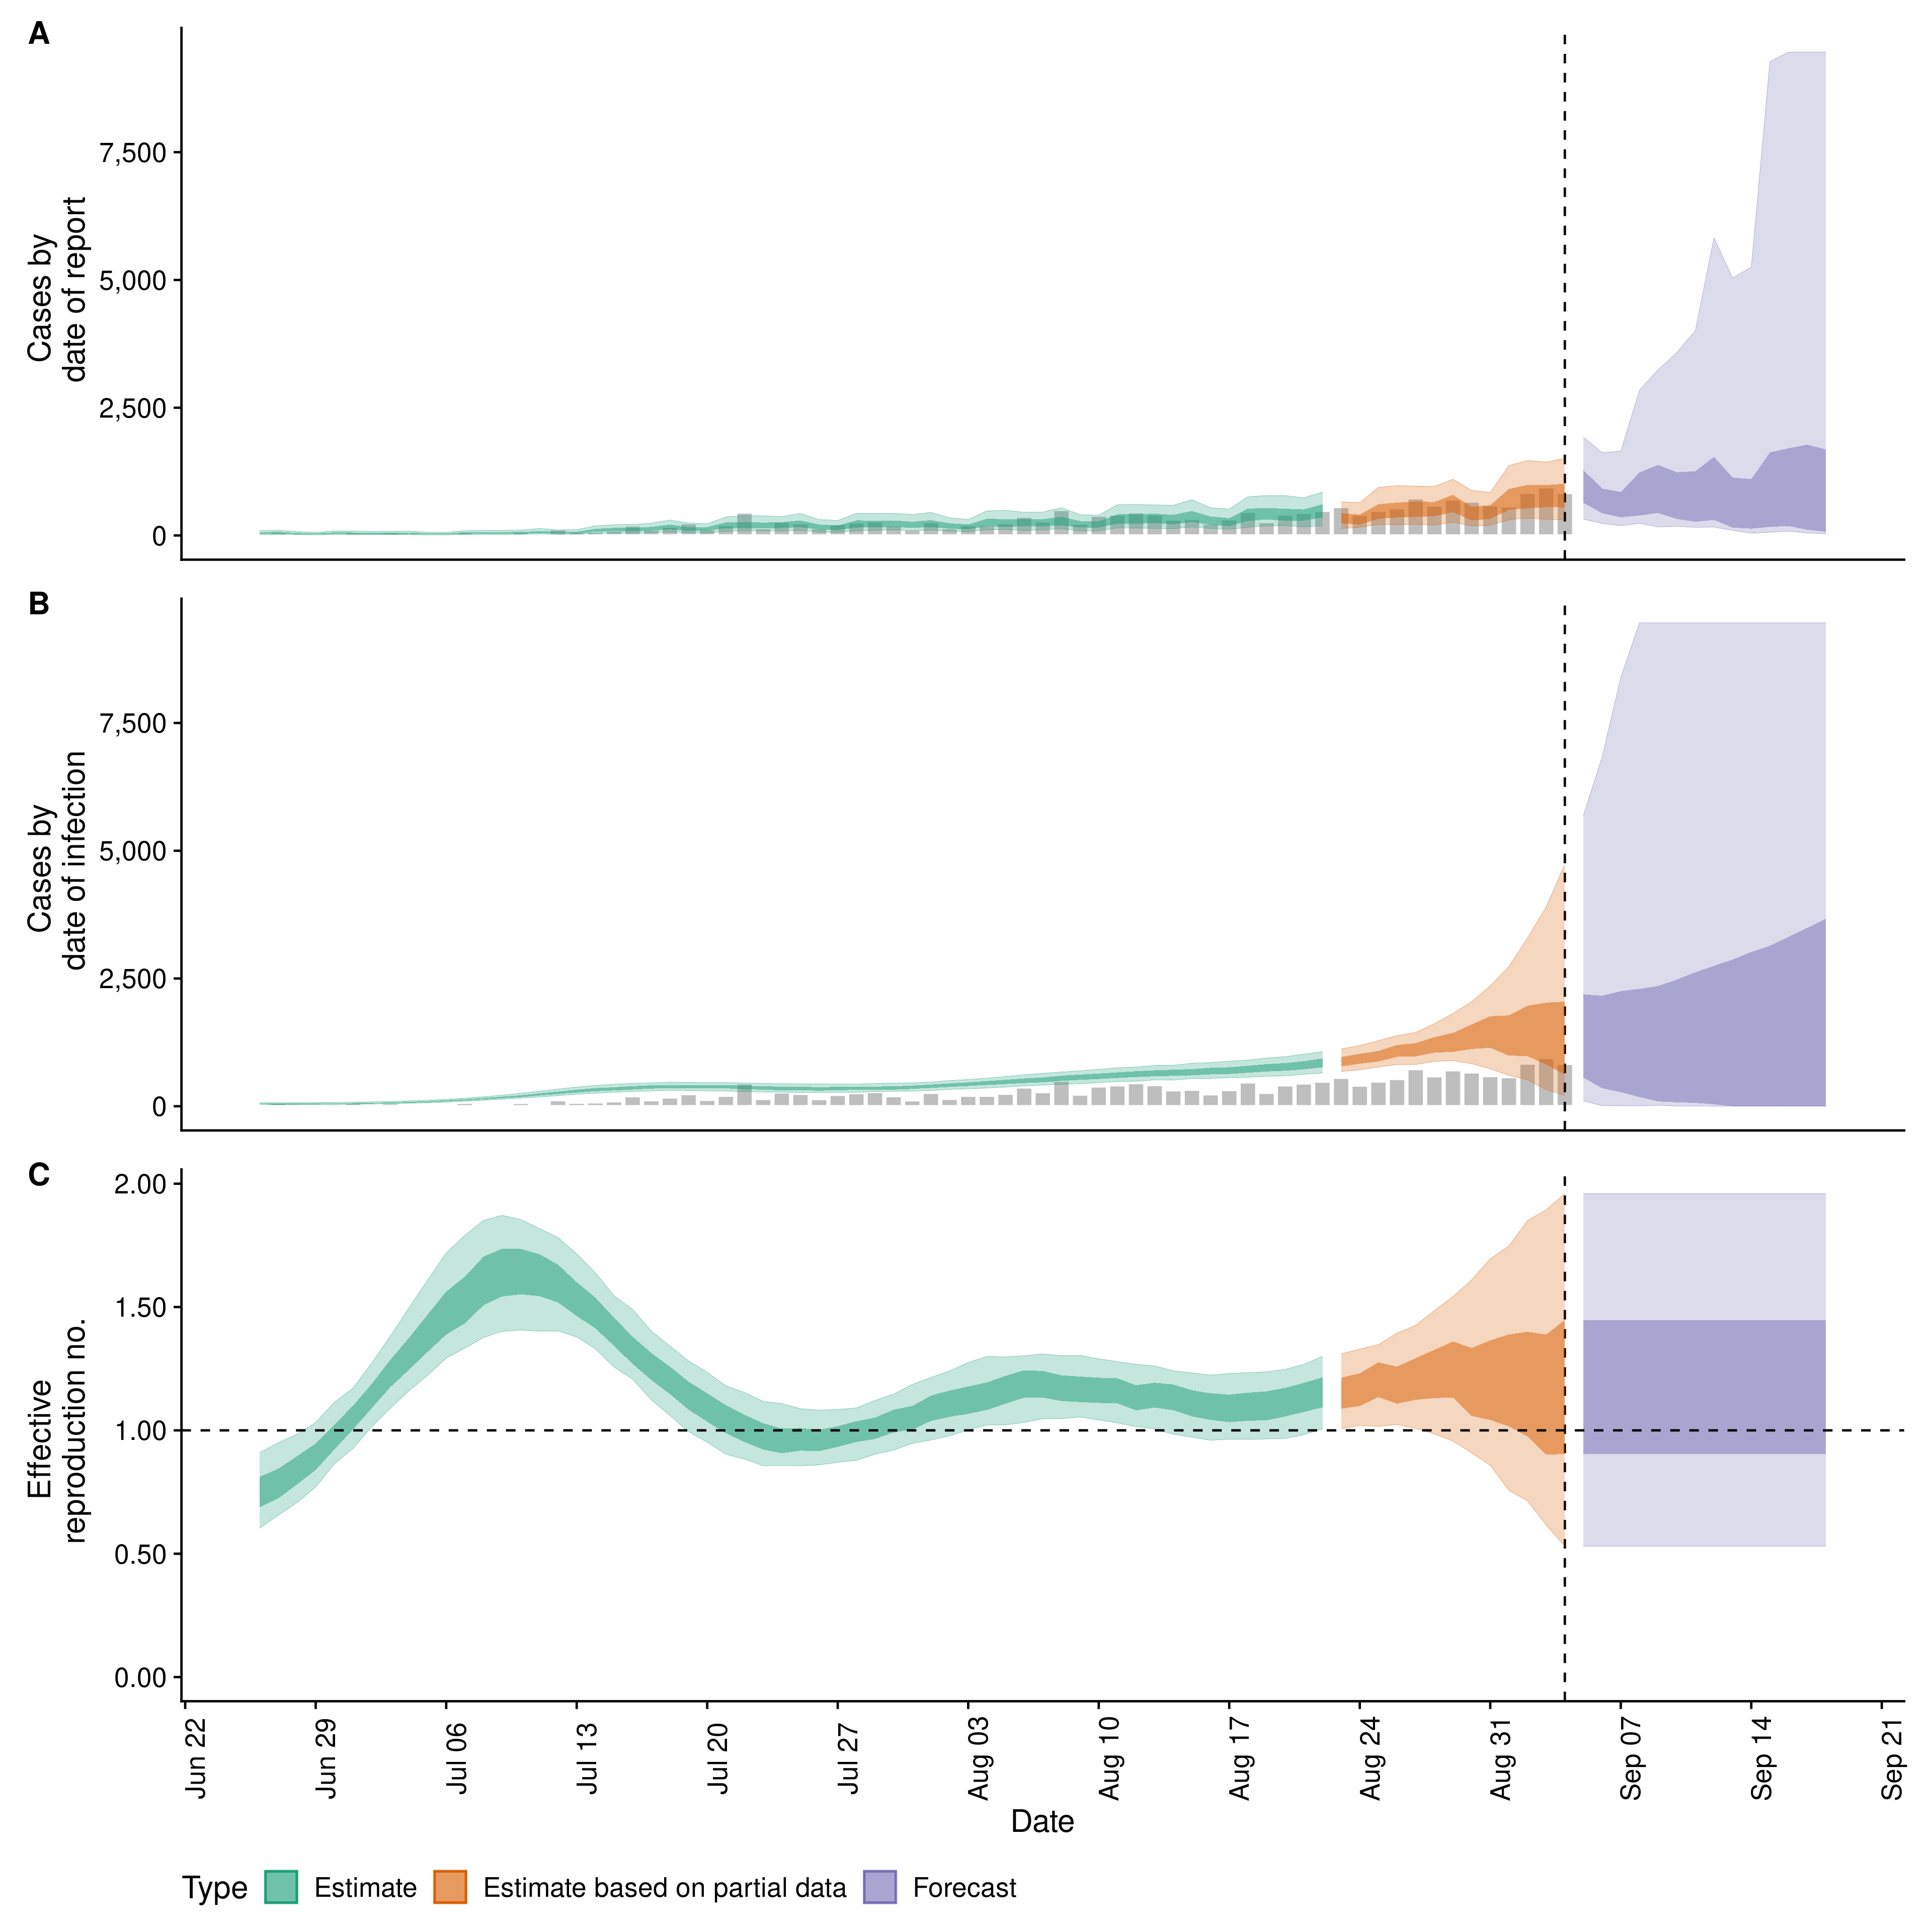 A
Cases by
date of report
7,500
5,000
2,500
0
B
Cases by
date of infection
7,500
5,000
2,500
0
C
Effective
reproduction no.
2.00
1.50
1.00
0.50
0.00
Jun 22
Jun 29
Jul 06
Jul 13
Jul 20
Jul 27
Aug 03
Aug 10
Aug 17
Aug 24
Aug 31
Sep 07
Sep 14
Sep 21
Date
Type Estimate Estimate based on partial data Forecast